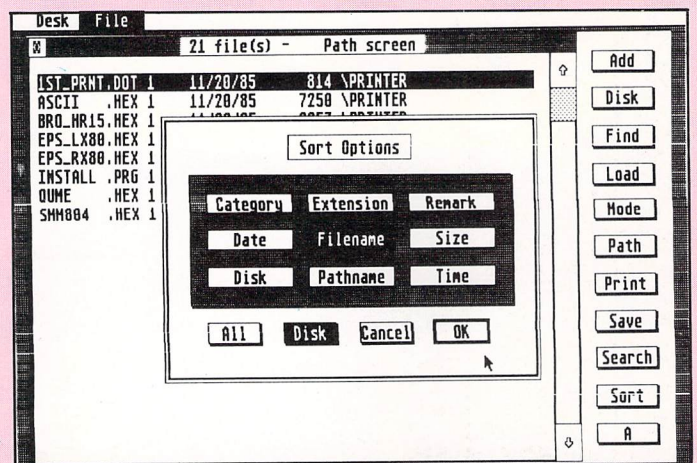 Desk File
21 file(s) - Path screen
1ST_PRNT.DOT 1 11/20/85 814 \PRINTER
ASCII .HEX 1 11/20/85 7250 \PRINTER
BRO_HR15.HEX 1
EPS_LX80.HEX 1
EPS_RX80.HEX 1
INSTALL .PRG 1
QUME .HEX 1
SMM804 .HEX 1
Sort Options
Category Extension Remark
Date Filename Size
Disk Pathname Time
All Disk Cancel OK
Add
Disk
Find
Load
Mode
Path
Print
Save
Search
Sort
A